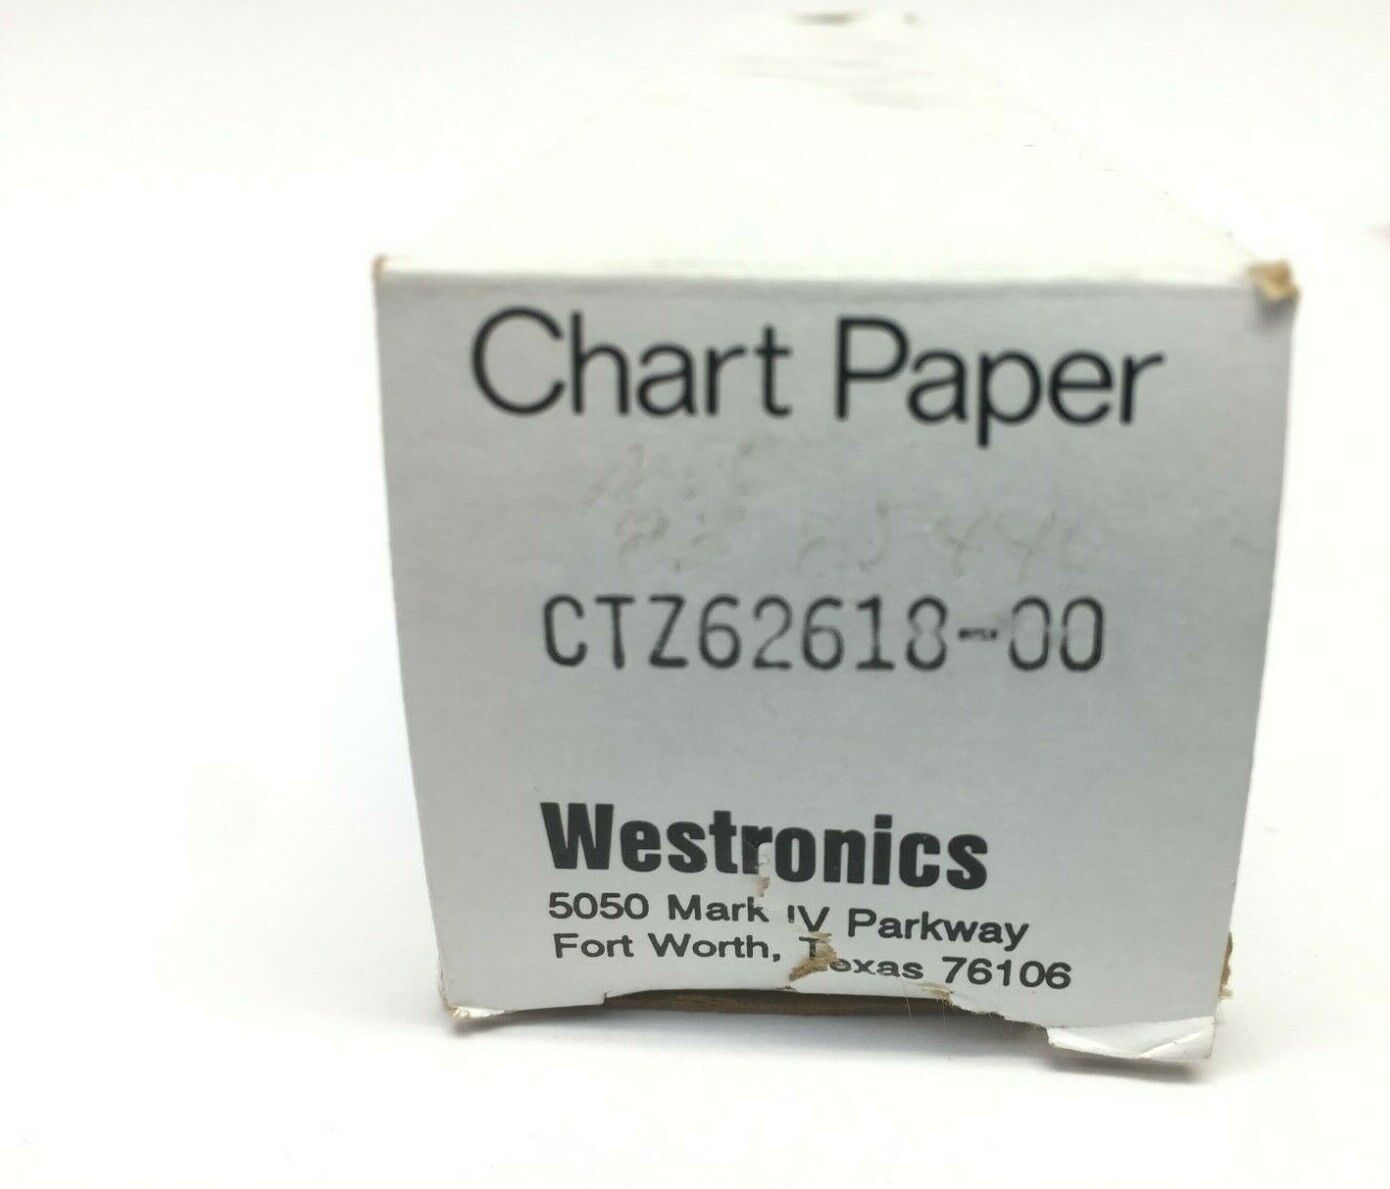 Chart Paper
CTZ62618-00
Westronics
5050 Mark IV Parkway
Fort Worth, Texas 76106